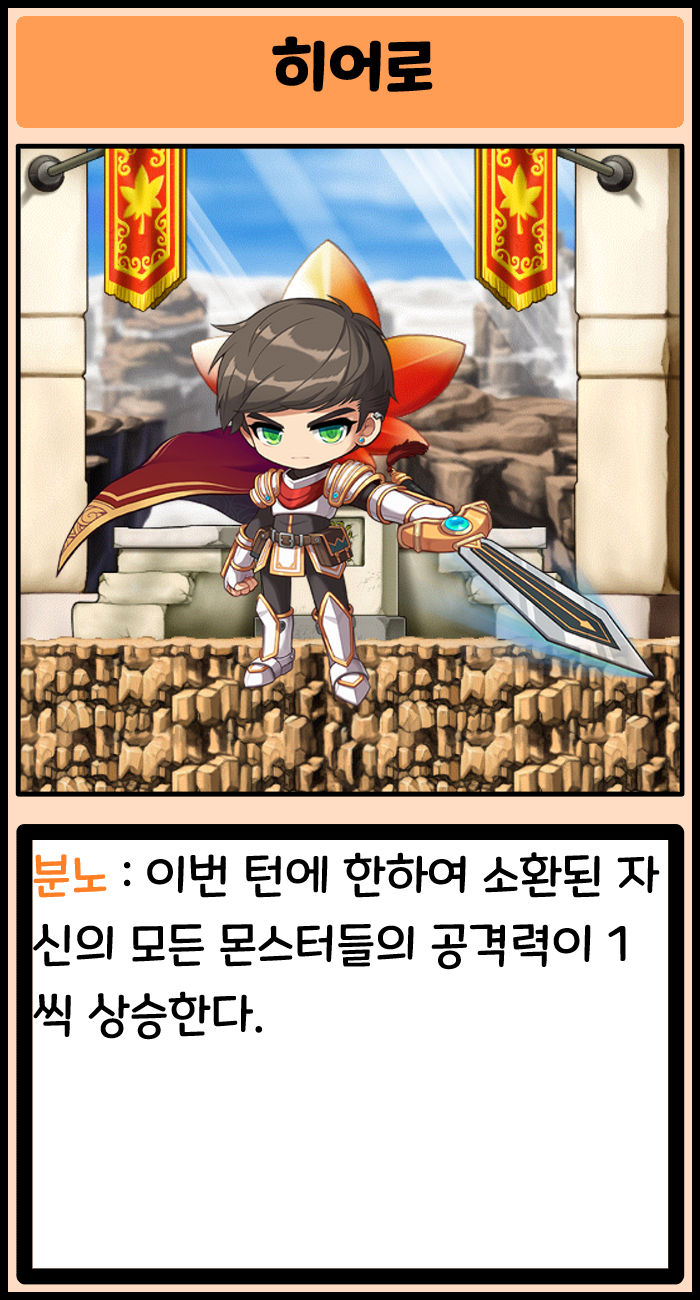 히어로
분노 : 이번 턴에 한하여 소환된 자
신의 모든 몬스터들의 공격력이 1
씩 상승한다.